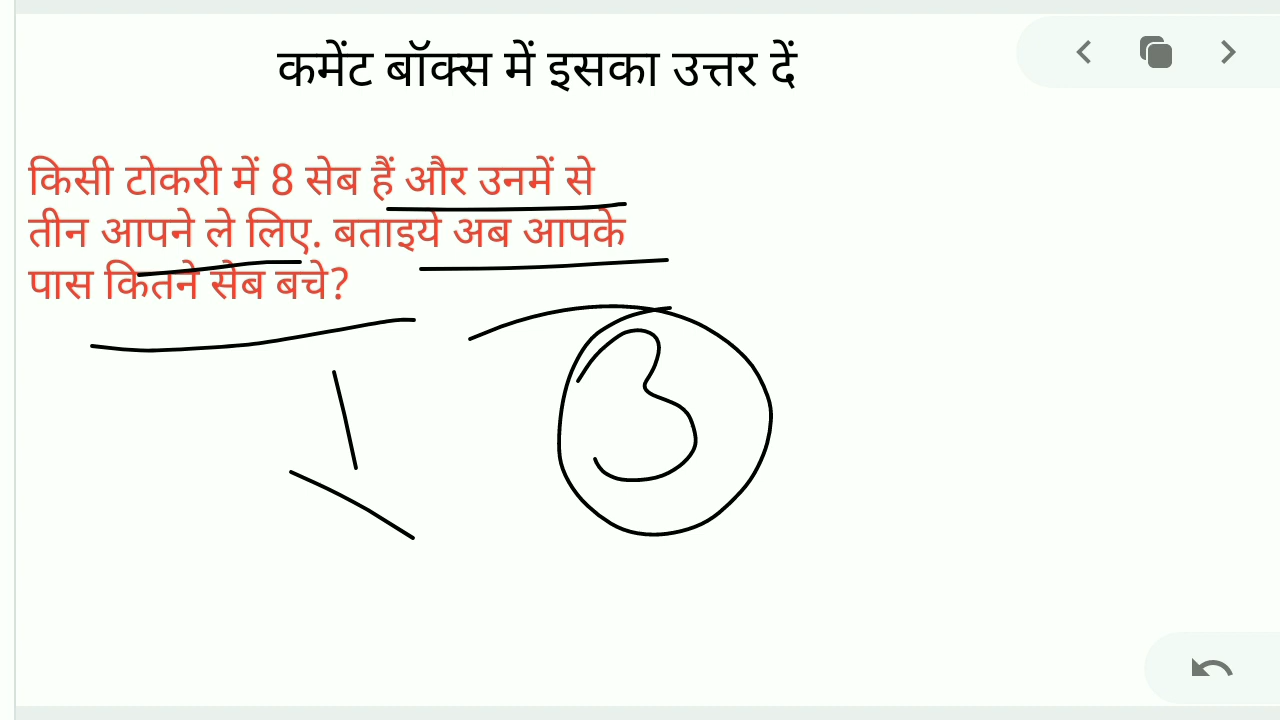 कमेंट बॉक्स में इसका उत्तर दें
किसी टोकरी में 8 सेब हैं और उनमें से
तीन आपने ले लिए. बताइये अब आपके
पास कितने सेब बचे?
3